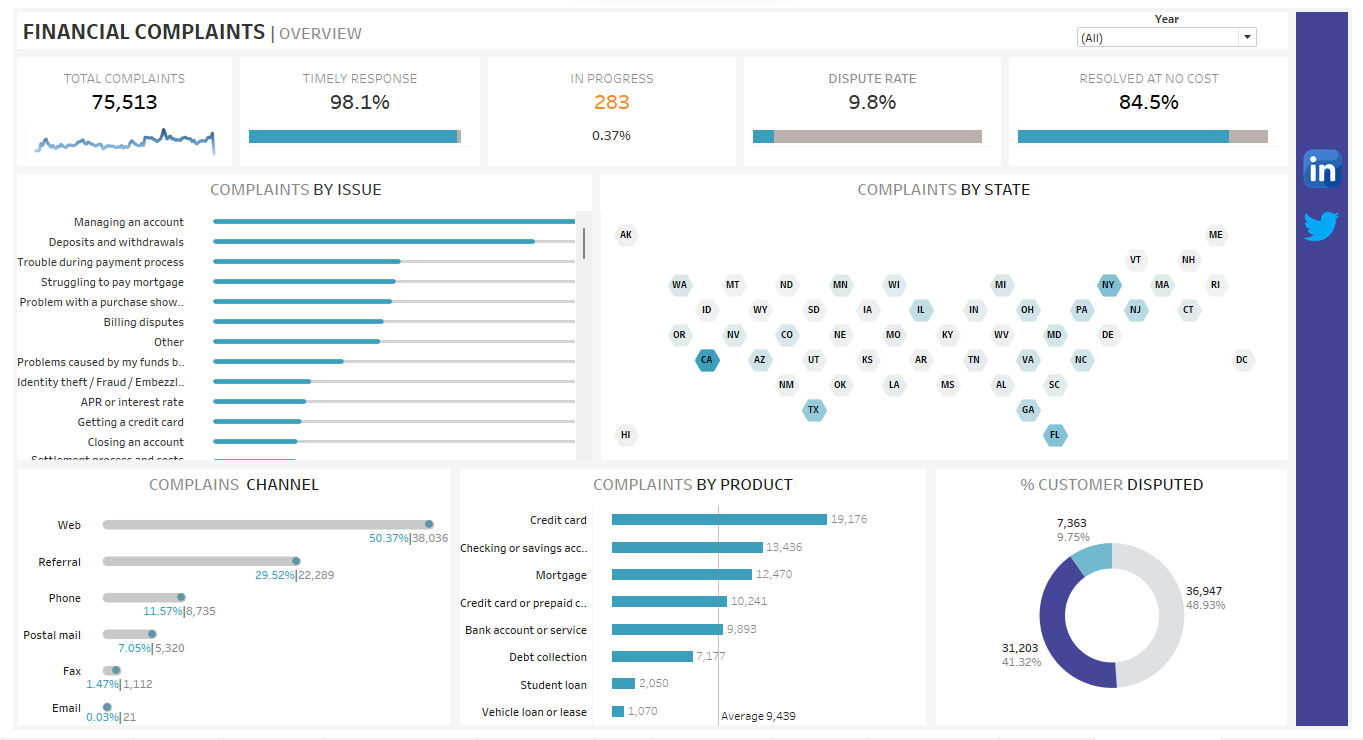 FINANCIAL COMPLAINTS | OVERVIEW
Year
(All)
TOTAL COMPLAINTS
75,513
TIMELY RESPONSE
98.1%
IN PROGRESS
283
0.37%
DISPUTE RATE
9.8%
RESOLVED AT NO COST
84.5%
in
COMPLAINTS BY ISSUE
Managing an account
Deposits and withdrawals
Trouble during payment process
Struggling to pay mortgage
Problem with a purchase show..
Billing disputes
Other
Problems caused by my funds b..
Identity theft / Fraud / Embezzl..
APR or interest rate
Getting a credit card
Closing an account
Settlement process and costs
COMPLAINTS BY STATE
AK
ME
VT NH
WA MT ND MN WI MI NY MA RI
ID WY SD IA IL IN OH PA NJ CT
OR NV CO NE MO KY WV MD DE
CA AZ UT KS AR TN VA NC DC
NM OK LA MS AL SC
TX GA
HI FL
COMPLAINS CHANNEL
Web
50.37%|38,036
Referral
29.52%|22,289
Phone
11.57%|8,735
Postal mail
7.05%|5,320
Fax
1.47%|1,112
Email
0.03%|21
COMPLAINTS BY PRODUCT
Credit card 19,176
Checking or savings acc.. 13,436
Mortgage 12,470
Credit card or prepaid c.. 10,241
Bank account or service 9,893
Debt collection 7,177
Student loan 2,050
Vehicle loan or lease 1,070
Average 9,439
% CUSTOMER DISPUTED
7,363
9.75%
36,947
48.93%
31,203
41.32%